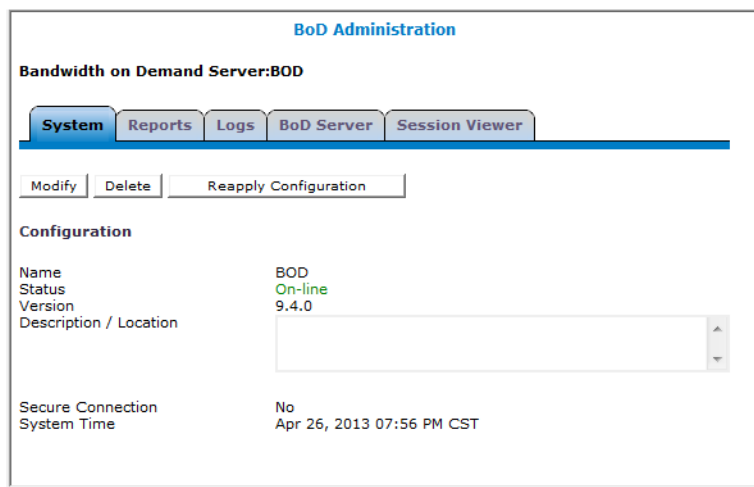 BoD Administration
Bandwidth on Demand Server:BOD
System Reports Logs BoD Server Session Viewer
Modify Delete Reapply Configuration
Configuration
Name BOD
Status On-line
Version 9.4.0
Description / Location
Secure Connection No
System Time Apr 26, 2013 07:56 PM CST